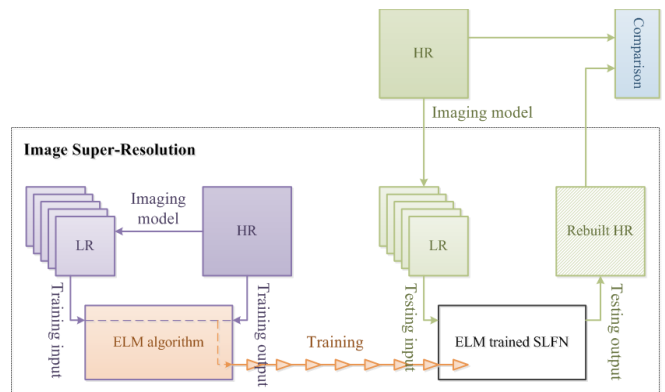 HR
Comparison
Imaging model
Image Super-Resolution
Imaging
model
LR
HR
LR
Rebuilt HR
Training input
Training output
Testing input
Testing output
ELM algorithm
Training
ELM trained SLFN